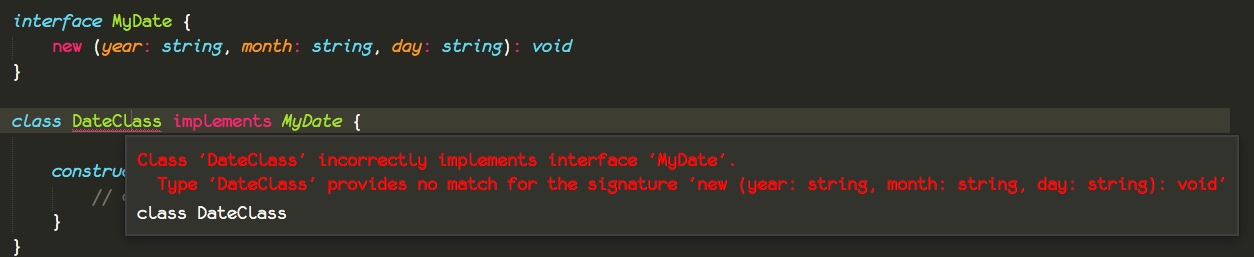 interface MyDate {
new (year: string, month: string, day: string): void
}
class DateClass implements MyDate {
Class 'DateClass' incorrectly implements interface 'MyDate'.
Type 'DateClass' provides no match for the signature 'new (year: string, month: string, day: string): void'
class DateClass
constru
//
}
}